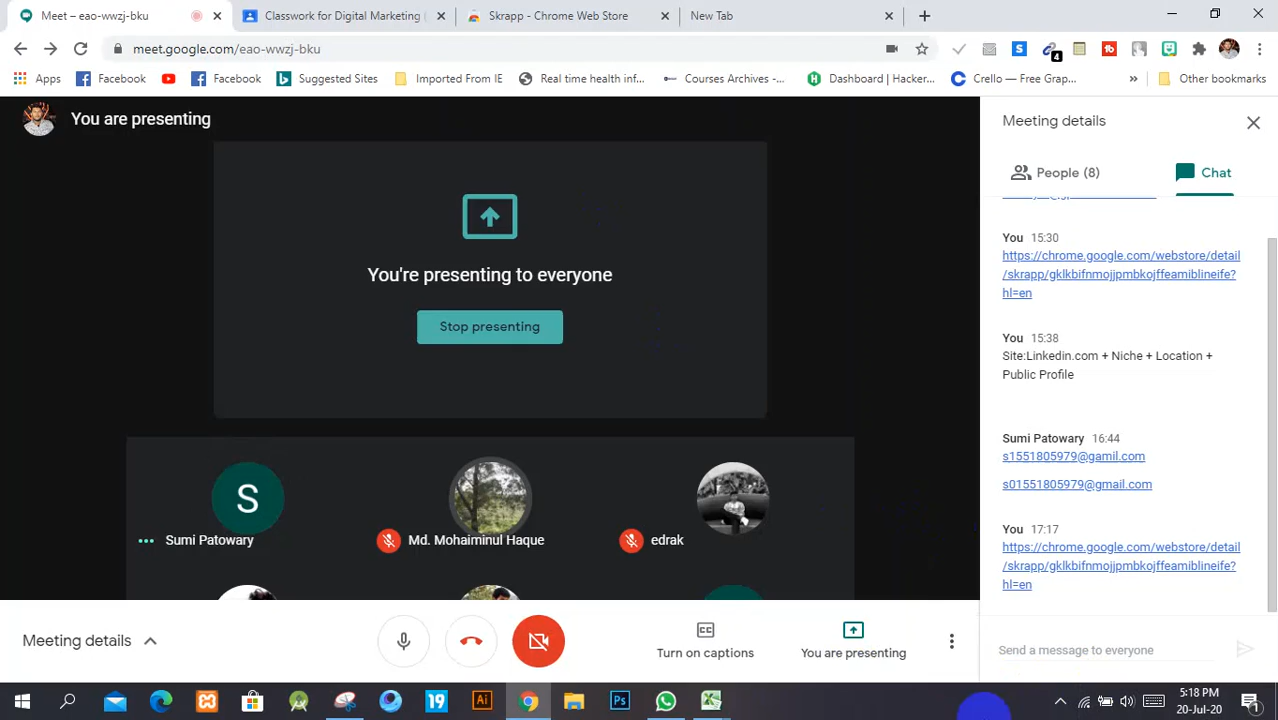 Meet – eao-wwzj-bku
Classwork for Digital Marketing
Skrapp - Chrome Web Store
New Tab
meet.google.com/eao-wwzj-bku
4
Apps
Facebook
Facebook
Suggested Sites
Imported From IE
Real time health inf...
Courses Archives -...
Dashboard | Hacker...
Crello — Free Grap...
»
Other bookmarks
You are presenting
Meeting details
People (8)
Chat
You're presenting to everyone
Stop presenting
You 15:30
https://chrome.google.com/webstore/detail
/skrapp/gklkbifnmojjpmbkojffeamiblineife?
hl=en
You 15:38
Site:Linkedin.com + Niche + Location +
Public Profile
Sumi Patowary 16:44
s1551805979@gamil.com
s01551805979@gmail.com
You 17:17
https://chrome.google.com/webstore/detail
/skrapp/gklkbifnmojjpmbkojffeamiblineife?
hl=en
S
Sumi Patowary
Md. Mohaiminul Haque
edrak
Meeting details
Turn on captions
You are presenting
Send a message to everyone
19
Ai
Ps
5:18 PM
20-Jul-20
1